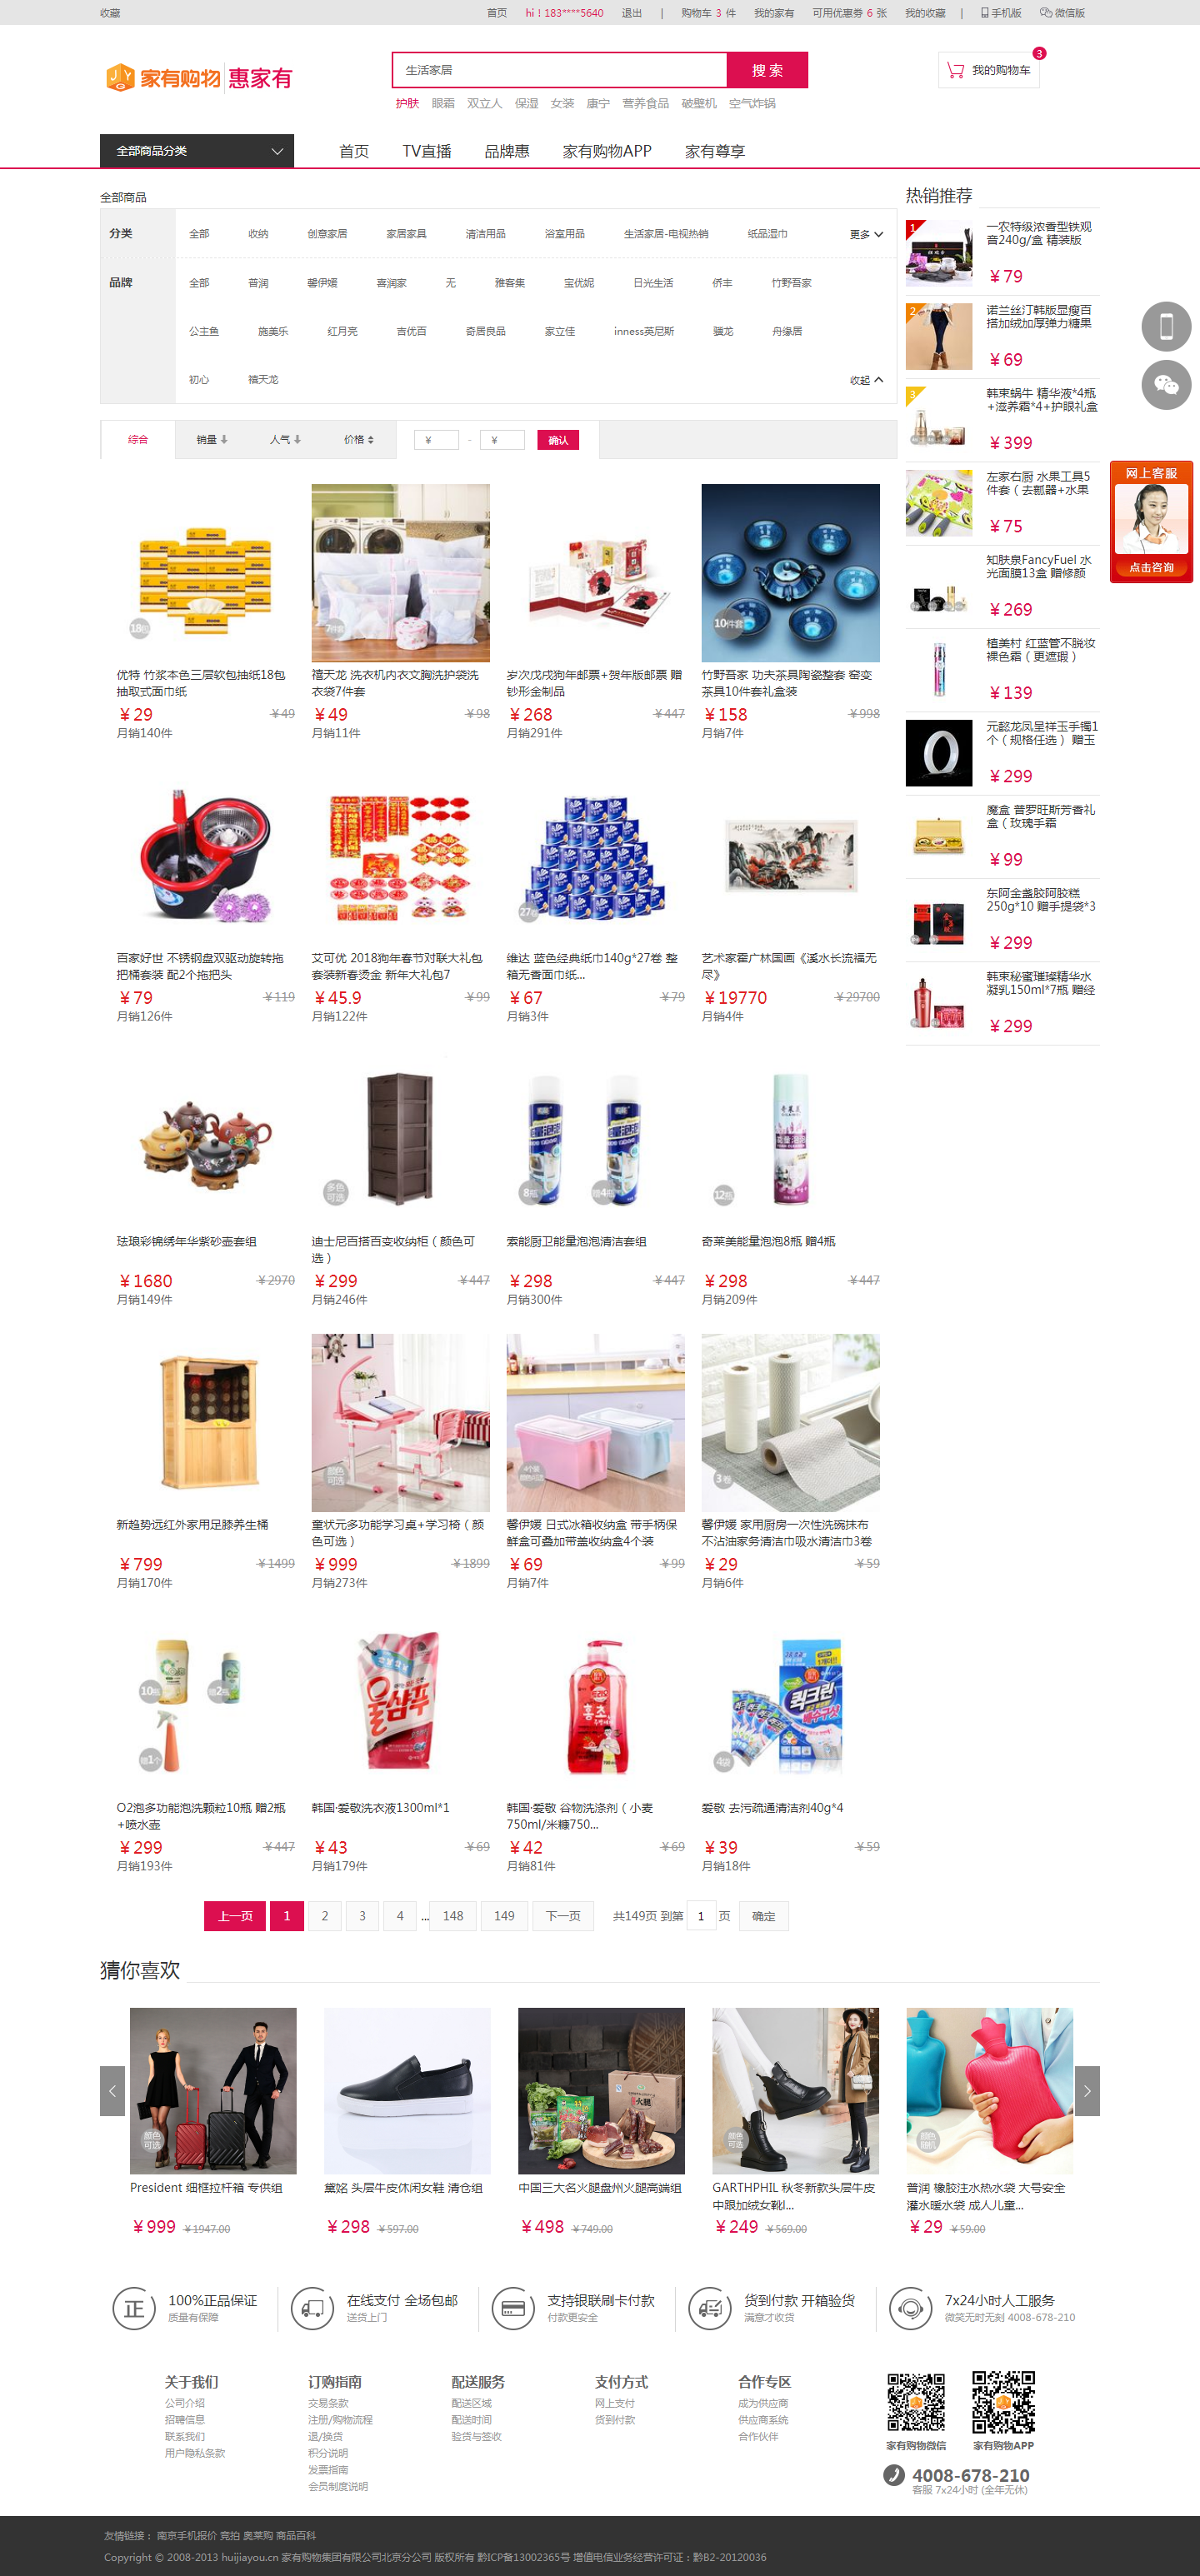 收藏
首页 hi！183****5640 退出 | 购物车 3 件 我的家有 可用优惠券 6 张 我的收藏 | 手机版 微信版
家有购物 惠家有
生活家居 搜 索
我的购物车 3
护肤 眼霜 双立人 保湿 女装 康宁 营养食品 破壁机 空气炸锅
全部商品分类 首页 TV直播 品牌惠 家有购物APP 家有尊享
全部商品
分类 全部 收纳 创意家居 家居家具 清洁用品 浴室用品 生活家居-电视热销 纸品湿巾 更多
品牌 全部 普润 馨伊媛 喜润家 无 雅客集 宝优妮 日光生活 侨丰 竹野吾家
公主鱼 施美乐 红月亮 吉优百 奇居良品 家立佳 inness英尼斯 骥龙 舟缘居
初心 禧天龙 收起
综合 销量 人气 价格 ¥ - ¥ 确认
18包
7件套
10件套
优特 竹浆本色三层软包抽纸18包
抽取式面巾纸
￥29 ￥49
月销140件
禧天龙 洗衣机内衣文胸洗护袋洗
衣袋7件套
￥49 ￥98
月销11件
岁次戊戌狗年邮票+贺年版邮票 赠
钞形金制品
￥268 ￥447
月销291件
竹野吾家 功夫茶具陶瓷整套 窑变
茶具10件套礼盒装
￥158 ￥998
月销7件
27卷
百家好世 不锈钢盘双驱动旋转拖
把桶套装 配2个拖把头
￥79 ￥119
月销126件
艾可优 2018狗年春节对联大礼包
套装新春烫金 新年大礼包7
￥45.9 ￥99
月销122件
维达 蓝色经典纸巾140g*27卷 整
箱无香面巾纸...
￥67 ￥79
月销3件
艺术家霍广林国画《溪水长流福无
尽》
￥19770 ￥29700
月销4件
多色
可选
8瓶
赠4瓶
12瓶
珐琅彩锦绣年华紫砂壶套组
￥1680 ￥2970
月销149件
迪士尼百搭百变收纳柜（颜色可
选）
￥299 ￥447
月销246件
索能厨卫能量泡泡清洁套组
￥298 ￥447
月销300件
奇莱美能量泡泡8瓶 赠4瓶
￥298 ￥447
月销209件
颜色
可选
4个装
颜色可选
3卷
新趋势远红外家用足膝养生桶
￥799 ￥1499
月销170件
童状元多功能学习桌+学习椅（颜
色可选）
￥999 ￥1899
月销273件
馨伊媛 日式冰箱收纳盒 带手柄保
鲜盒可叠加带盖收纳盒4个装
￥69 ￥99
月销7件
馨伊媛 家用厨房一次性洗碗抹布
不沾油家务清洁巾吸水清洁巾3卷
￥29 ￥59
月销6件
10瓶
赠2瓶
赠1个
울샴푸
홍초
퀵크린
배수구샷
4袋
O2泡多功能泡洗颗粒10瓶 赠2瓶
+喷水壶
￥299 ￥447
月销193件
韩国·爱敬洗衣液1300ml*1
￥43 ￥69
月销179件
韩国·爱敬 谷物洗涤剂（小麦
750ml/米糠750...
￥42 ￥69
月销81件
爱敬 去污疏通清洁剂40g*4
￥39 ￥59
月销18件
上一页 1 2 3 4 ... 148 149 下一页 共149页 到第 1 页 确定
热销推荐
1
一农特级浓香型铁观
音240g/盒 精装版
￥79
2
诺兰丝汀韩版显瘦百
搭加绒加厚弹力糖果
￥69
3
韩束蜗牛 精华液*4瓶
+滋养霜*4+护眼礼盒
￥399
左家右厨 水果工具5
件套（去瓤器+水果
￥75
知肤泉FancyFuel 水
光面膜13盒 赠修颜
￥269
植美村 红蓝管不脱妆
裸色霜（更遮瑕）
￥139
元懿龙凤呈祥玉手镯1
个（规格任选） 赠玉
￥299
魔盒 普罗旺斯芳香礼
盒（玫瑰手霜
￥99
东阿金盏胶阿胶糕
250g*10 赠手提袋*3
￥299
韩束秘蜜璀璨精华水
凝乳150ml*7瓶 赠经
￥299
网上客服
点击咨询
猜你喜欢
颜色
可选
颜色
可选
颜色
随机
President 细框拉杆箱 专供组
￥999 ￥1947.00
黛铭 头层牛皮休闲女鞋 清仓组
￥298 ￥597.00
中国三大名火腿盘州火腿高端组
￥498 ￥749.00
GARTHPHIL 秋冬新款头层牛皮
中跟加绒女靴l...
￥249 ￥569.00
普润 橡胶注水热水袋 大号安全
灌水暖水袋 成人儿童...
￥29 ￥59.00
正 100%正品保证
质量有保障
在线支付 全场包邮
送货上门
支持银联刷卡付款
付款更安全
货到付款 开箱验货
满意才收货
7x24小时人工服务
微笑无时无刻 4008-678-210
关于我们
公司介绍
招聘信息
联系我们
用户隐私条款
订购指南
交易条款
注册/购物流程
退/换货
积分说明
发票指南
会员制度说明
配送服务
配送区域
配送时间
验货与签收
支付方式
网上支付
货到付款
合作专区
成为供应商
供应商系统
合作伙伴
家有购物微信 家有购物APP
4008-678-210
客服 7x24小时 (全年无休)
友情链接： 南京手机报价 竞拍 奥莱购 商品百科
Copyright © 2008-2013 huijiayou.cn 家有购物集团有限公司北京分公司 版权所有 黔ICP备13002365号 增值电信业务经营许可证：黔B2-20120036